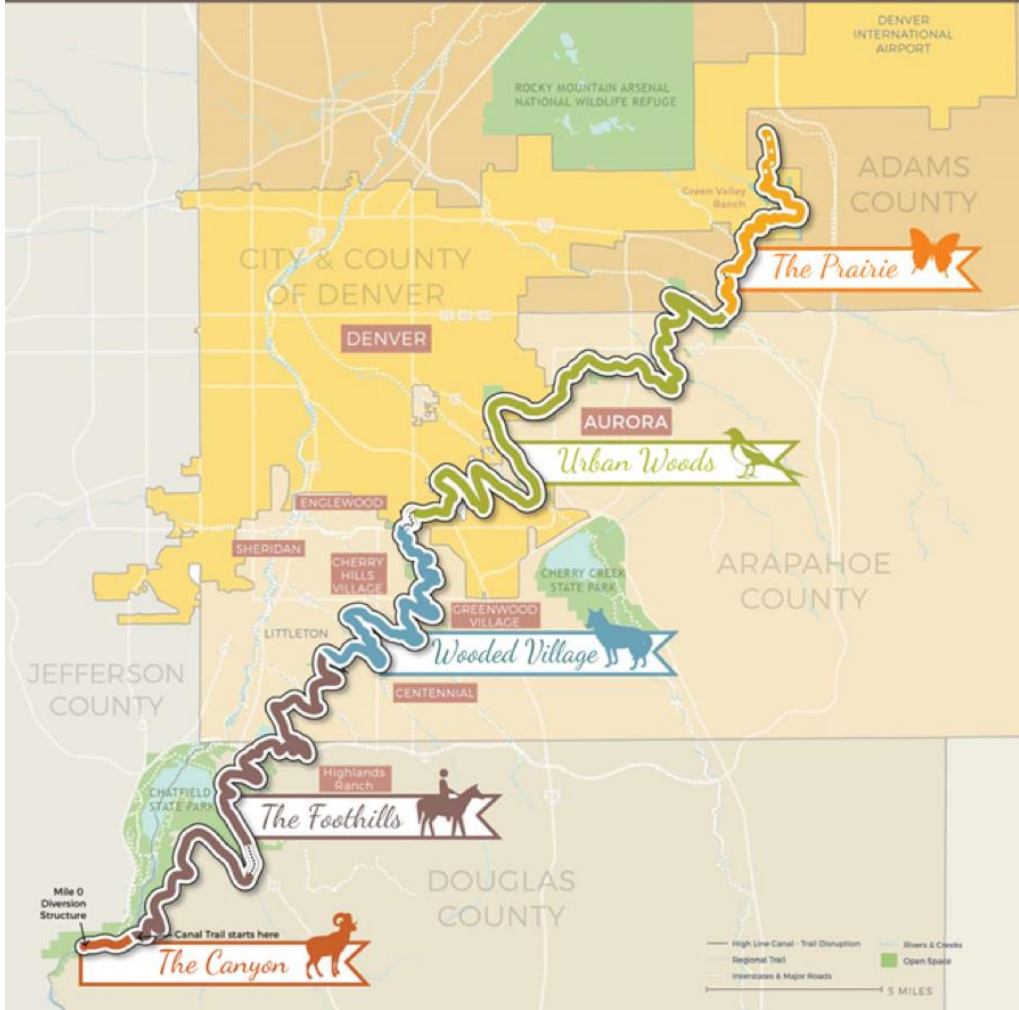 DENVER
INTERNATIONAL
AIRPORT
ROCKY MOUNTAIN ARSENAL
NATIONAL WILDLIFE REFUGE
ADAMS
COUNTY
Green Valley
Ranch
CITY & COUNTY
OF DENVER
The Prairie
DENVER
AURORA
Urban Woods
ENGLEWOOD
SHERIDAN
CHERRY
HILLS
VILLAGE
CHERRY CREEK
STATE PARK
ARAPAHOE
COUNTY
GREENWOOD
VILLAGE
LITTLETON
Wooded Village
JEFFERSON
COUNTY
CENTENNIAL
Highlands
Ranch
CHATFIELD
STATE PARK
The Foothills
DOUGLAS
COUNTY
Mile 0
Diversion
Structure
Canal Trail starts here
The Canyon
High Line Canal - Trail Disruption
Regional Trail
Interstates & Major Roads
Rivers & Creeks
Open Space
5 MILES